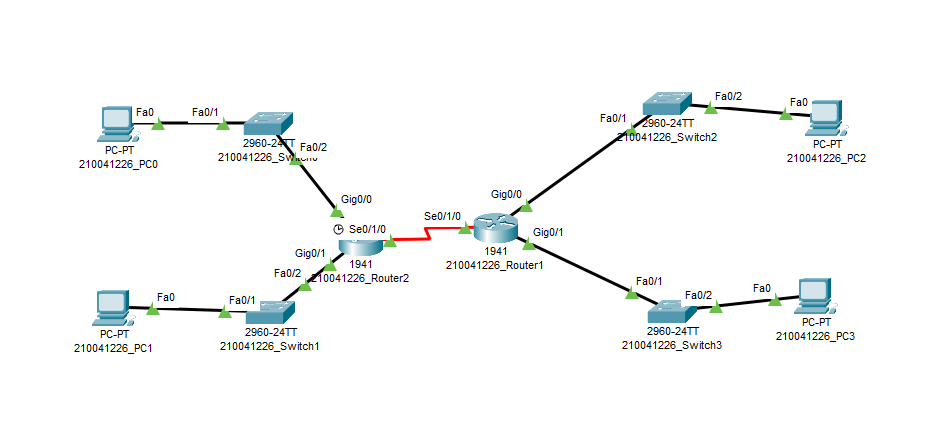 Fa0
Fa0/1
2960-24TT
210041226_Switch0
Fa0/2
PC-PT
210041226_PC0
Gig0/0
Se0/1/0
Gig0/1
1941
210041226_Router2
Fa0/2
Fa0
Fa0/1
PC-PT
210041226_PC1
2960-24TT
210041226_Switch1
Se0/1/0
Gig0/0
Gig0/1
1941
210041226_Router1
Fa0/1
Fa0/2
2960-24TT
210041226_Switch2
Fa0
PC-PT
210041226_PC2
Fa0/1
Fa0/2
2960-24TT
210041226_Switch3
Fa0
PC-PT
210041226_PC3